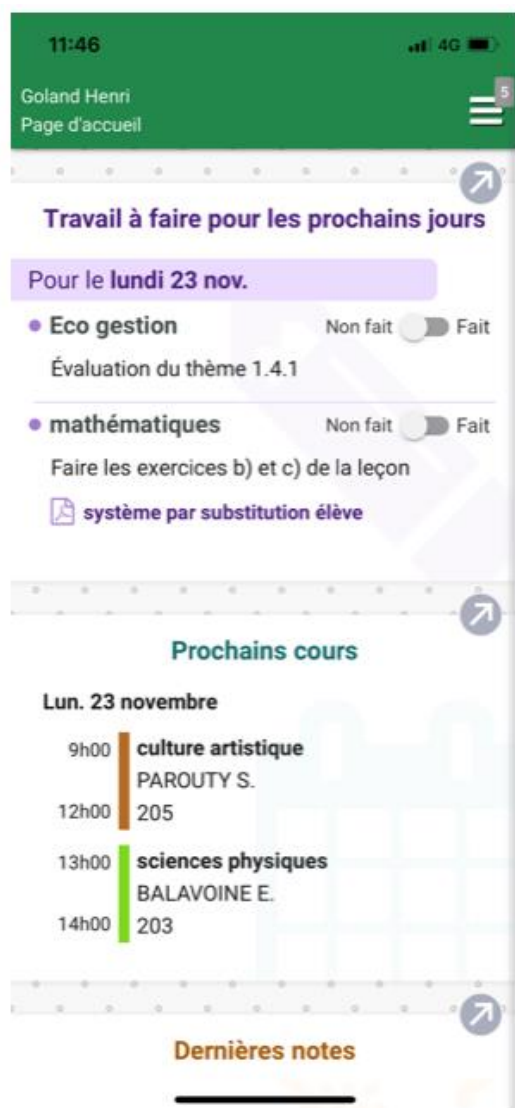 11:46
4G
Goland Henri
5
Page d'accueil
Travail à faire pour les prochains jours
Pour le lundi 23 nov.
Eco gestion Non fait Fait
Évaluation du thème 1.4.1
mathématiques Non fait Fait
Faire les exercices b) et c) de la leçon
système par substitution élève
Prochains cours
Lun. 23 novembre
9h00 culture artistique
PAROUTY S.
12h00 205
13h00 sciences physiques
BALAVOINE E.
14h00 203
Dernières notes